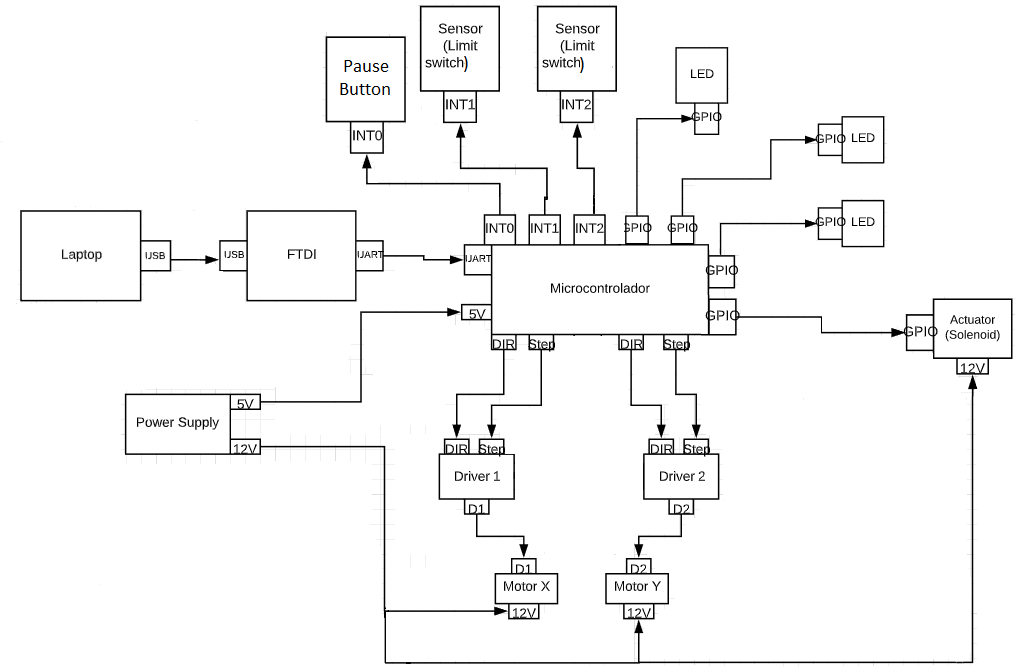 Sensor
(Limit
switch)
Sensor
(Limit
switch)
Pause
Button
LED
INT1
INT2
GPIO
INT0
GPIO
LED
GPIO
LED
INT0
INT1
INT2
GPIO
GPIO
Laptop
USB
USB
FTDI
UART
UART
Microcontrolador
GPIO
GPIO
5V
GPIO
Actuator
(Solenoid)
12V
DIR
Step
DIR
Step
Power Supply
5V
12V
DIR
Step
Driver 1
D1
DIR
Step
Driver 2
D2
D1
Motor X
12V
D2
Motor Y
12V